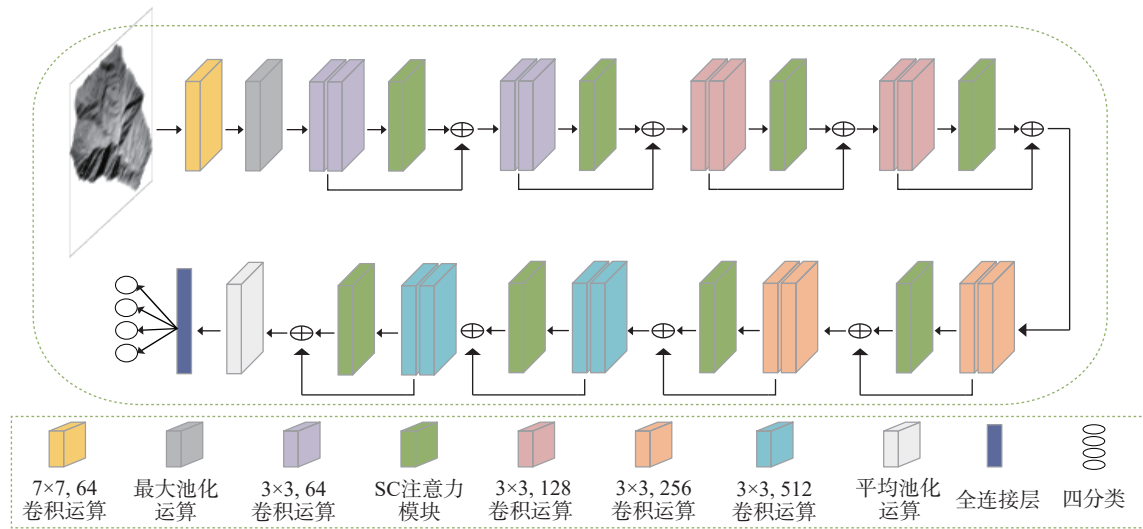 7×7, 64
卷积运算
最大池化
运算
3×3, 64
卷积运算
SC注意力
模块
3×3, 128
卷积运算
3×3, 256
卷积运算
3×3, 512
卷积运算
平均池化
运算
全连接层
四分类